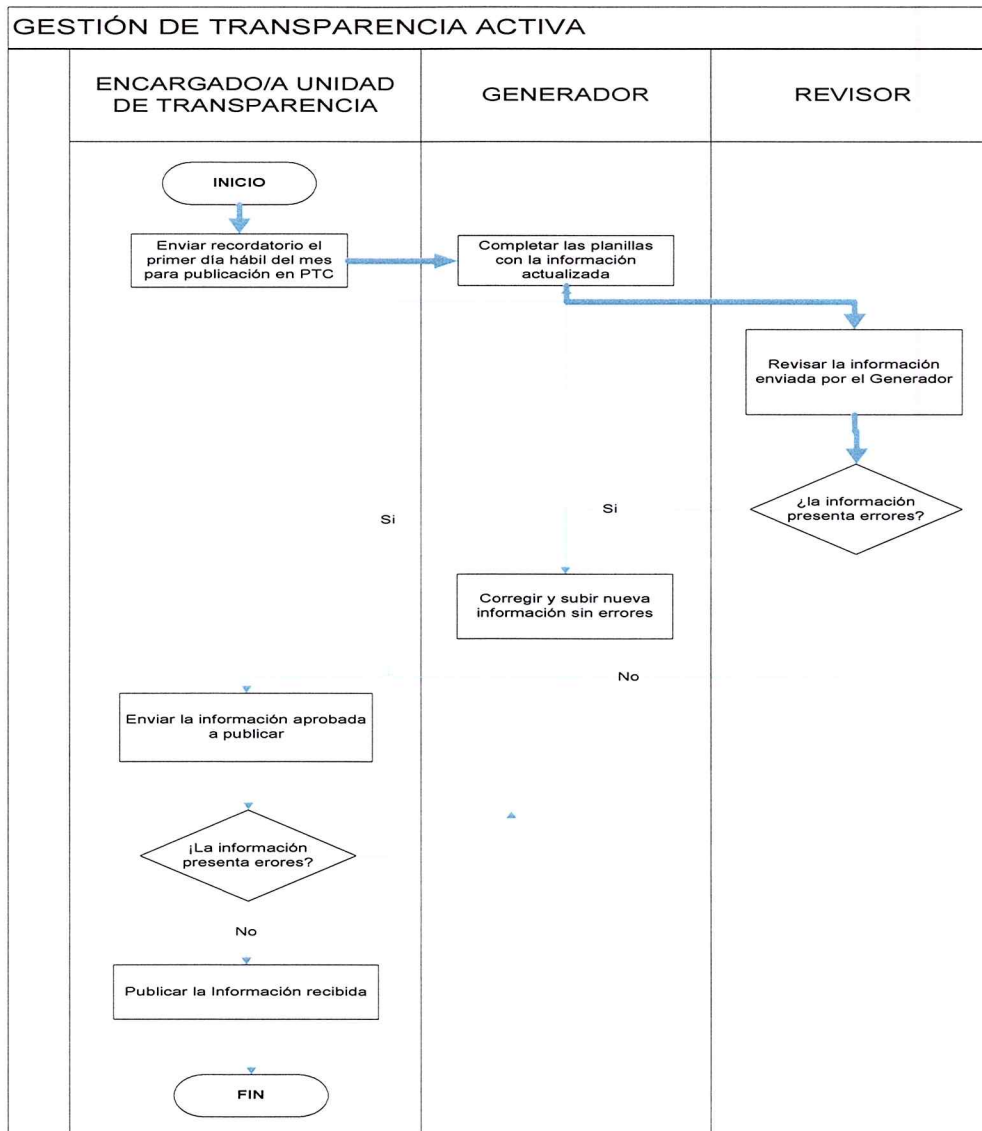 GESTIÓN DE TRANSPARENCIA ACTIVA
ENCARGADO/A UNIDAD
DE TRANSPARENCIA
GENERADOR
REVISOR
INICIO
Enviar recordatorio el
primer día hábil del mes
para publicación en PTC
Completar las planillas
con la información
actualizada
Revisar la información
enviada por el Generador
¿la información
presenta errores?
Si
Si
Corregir y subir nueva
información sin errores
No
Enviar la información aprobada
a publicar
¡La información
presenta erores?
No
Publicar la Información recibida
FIN